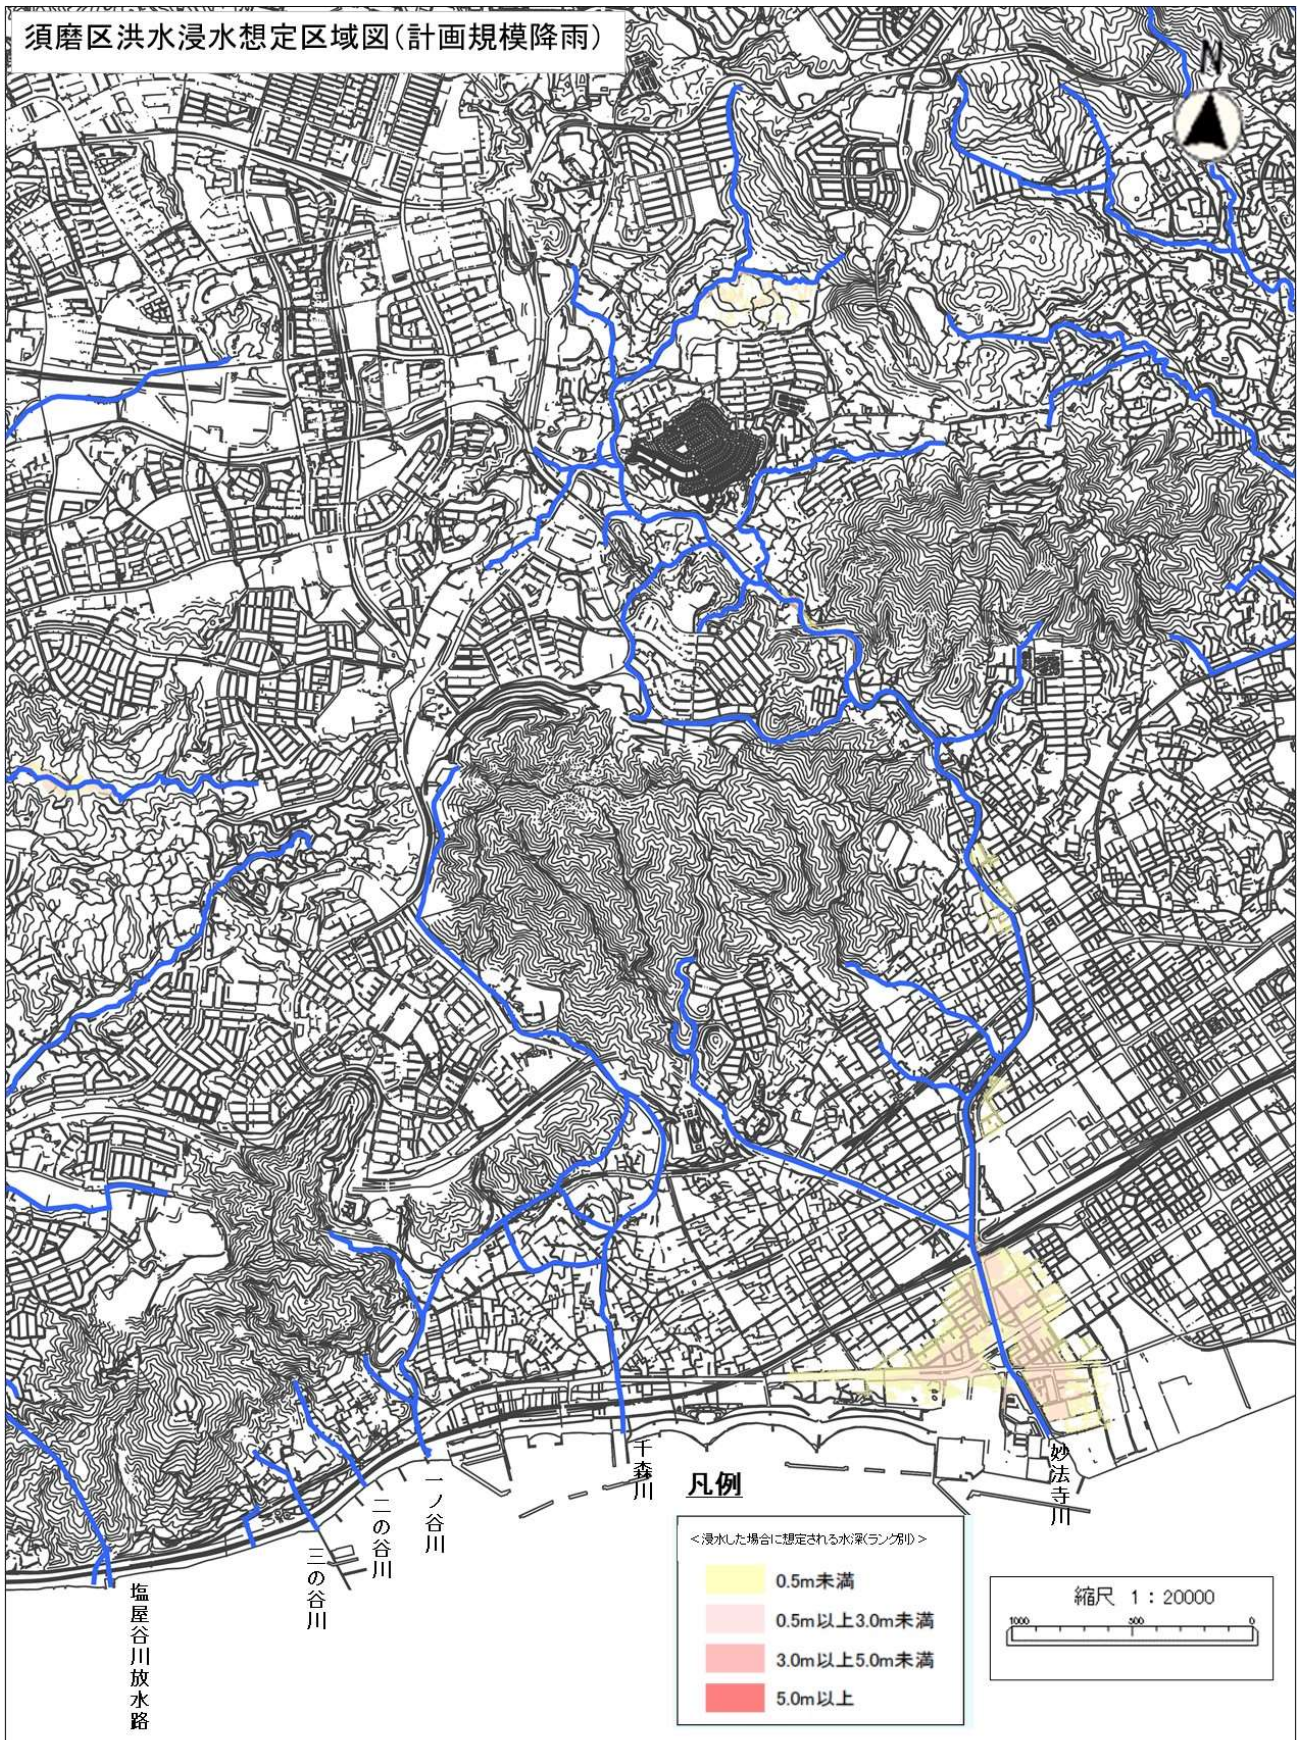 須磨区洪水浸水想定区域図(計画規模降雨)
N
千森川
妙法寺川
一ノ谷川
二の谷川
三の谷川
塩屋谷川放水路
凡例
<浸水した場合に想定される水深(ランク別)>
0.5m未満
0.5m以上3.0m未満
3.0m以上5.0m未満
5.0m以上
縮尺 1:20000
1000 500 0